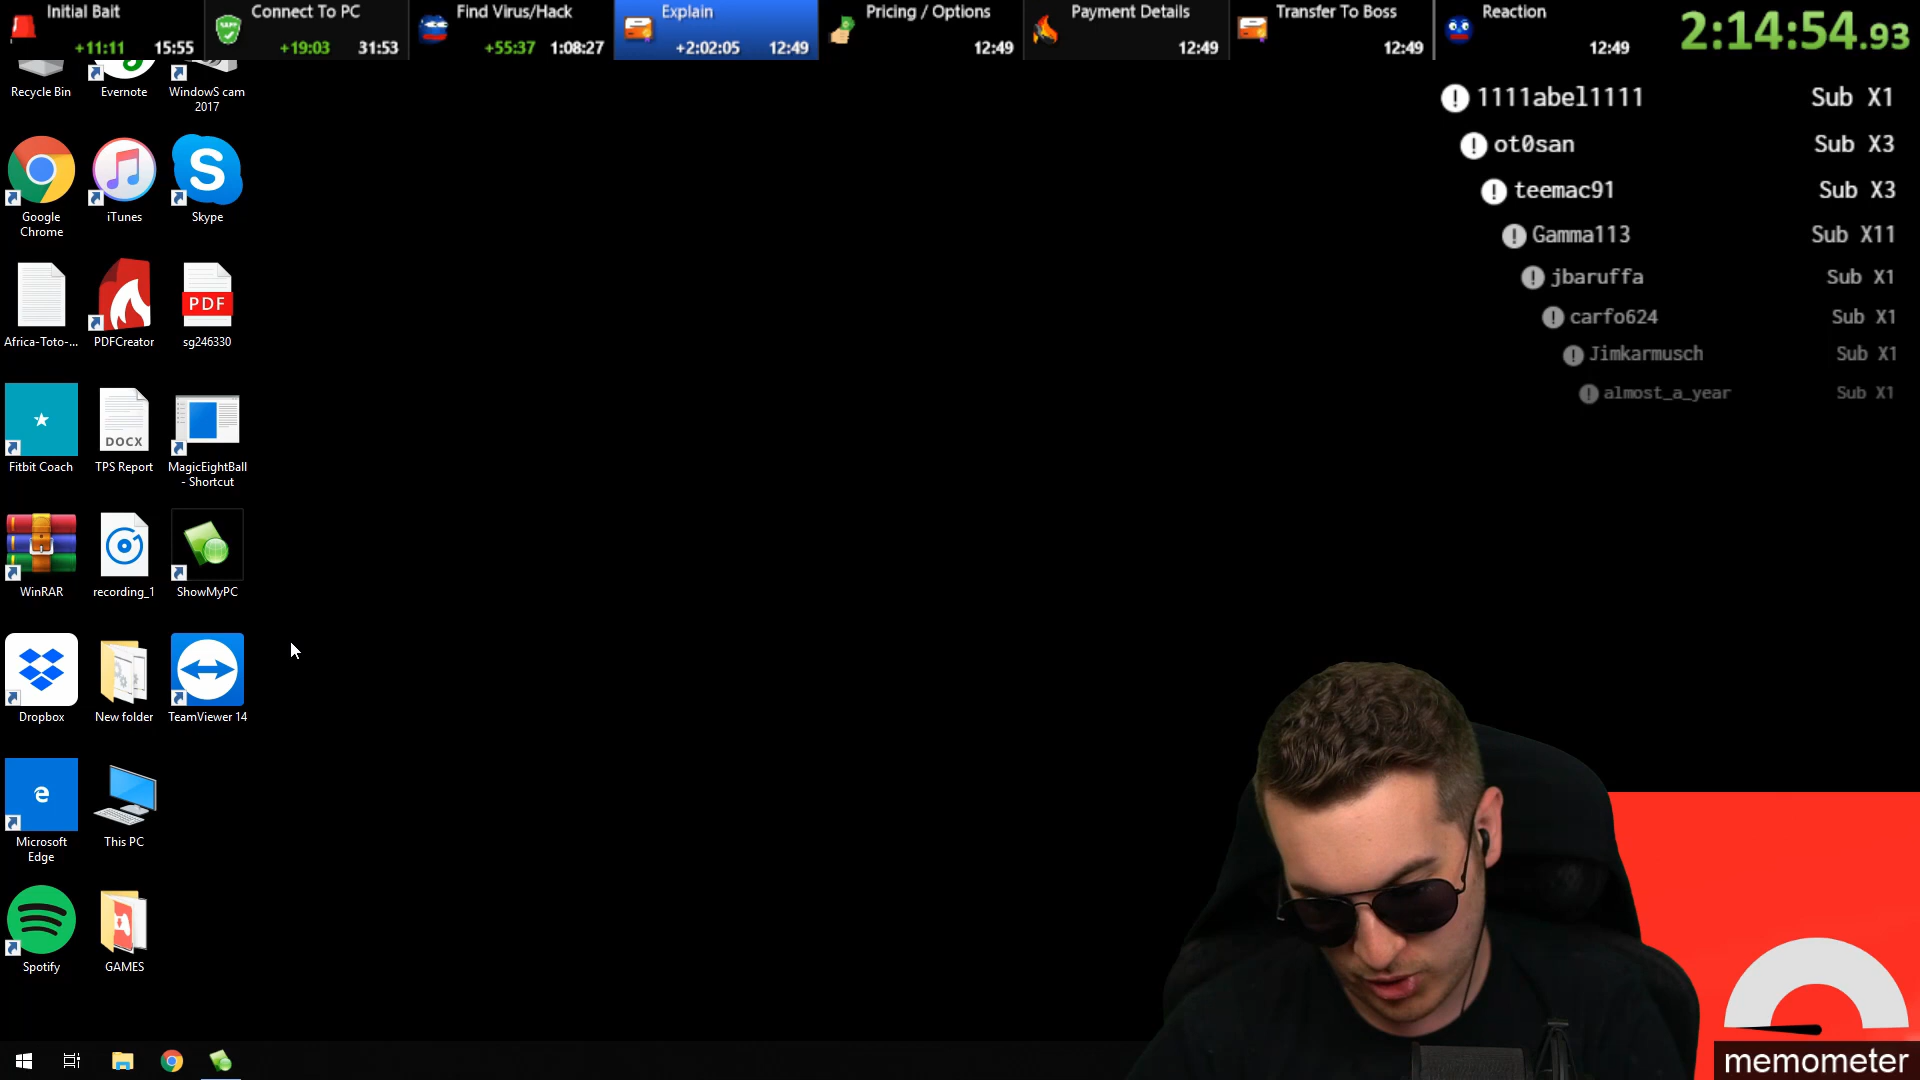 Initial Bait
+11:11 15:55
Connect To PC
+19:03 31:53
Find Virus/Hack
+55:37 1:08:27
Explain
+2:02:05 12:49
Pricing / Options
12:49
Payment Details
12:49
Transfer To Boss
12:49
Reaction
12:49
2:14:54.93
1111abel1111 Sub X1
ot0san Sub X3
teemac91 Sub X3
Gamma113 Sub X11
jbaruffa Sub X1
carfo624 Sub X1
Jimkarmusch Sub X1
almost_a_year Sub X1
Recycle Bin
Evernote
WindowS cam
2017
Google
Chrome
iTunes
S
Skype
Africa-Toto-...
PDFCreator
PDF
sg246330
Fitbit Coach
DOCX
TPS Report
MagicEightBall
- Shortcut
WinRAR
recording_1
ShowMyPC
Dropbox
New folder
TeamViewer 14
e
Microsoft
Edge
This PC
Spotify
GAMES
memometer